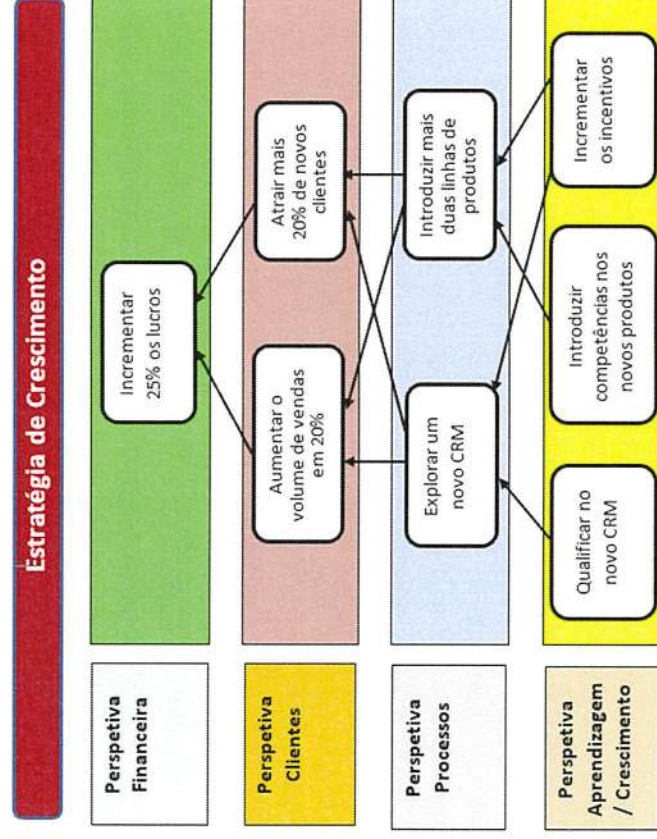 Estratégia de Crescimento
Perspetiva
Financeira
Incrementar
25% os lucros
Perspetiva
Clientes
Aumentar o
volume de vendas
em 20%
Atrair mais
20% de novos
clientes
Perspetiva
Processos
Explorar um
novo CRM
Introduzir mais
duas linhas de
produtos
Perspetiva
Aprendizagem
/ Crescimento
Qualificar no
novo CRM
Introduzir
competências nos
novos produtos
Incrementar
os incentivos